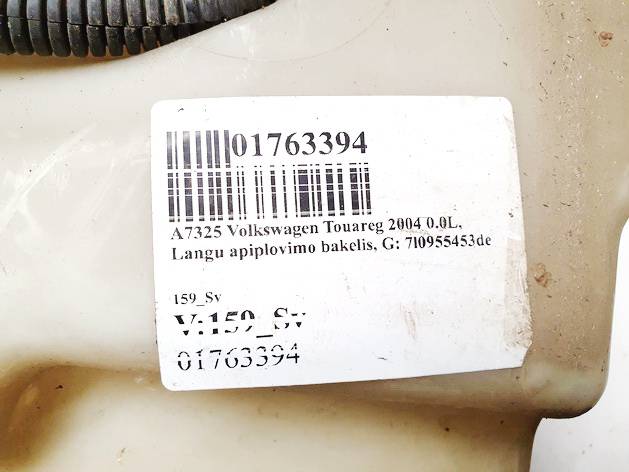 01763394
A7325 Volkswagen Touareg 2004 0.0L,
Langu apiplovimo bakelis, G: 7l0955453de
159_Sv
V:159_Sv
01763394